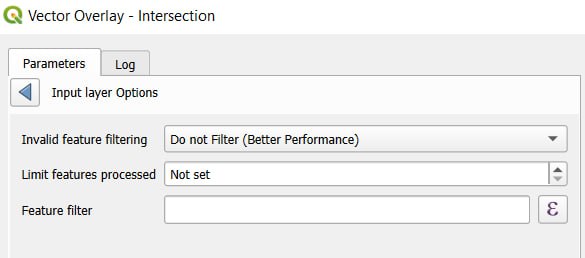 Vector Overlay - Intersection
Parameters Log
Input layer Options
Invalid feature filtering Do not Filter (Better Performance)
Limit features processed Not set
Feature filter ε